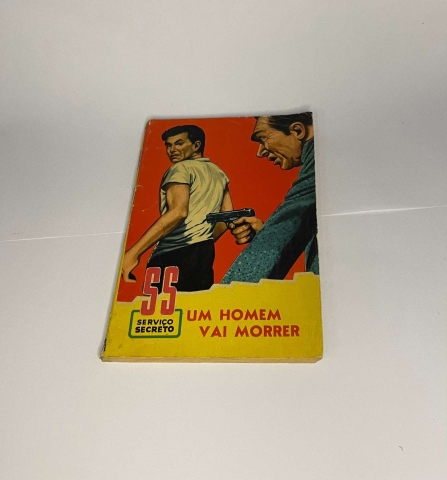 SS
SERVIÇO
SECRETO
UM HOMEM
VAI MORRER